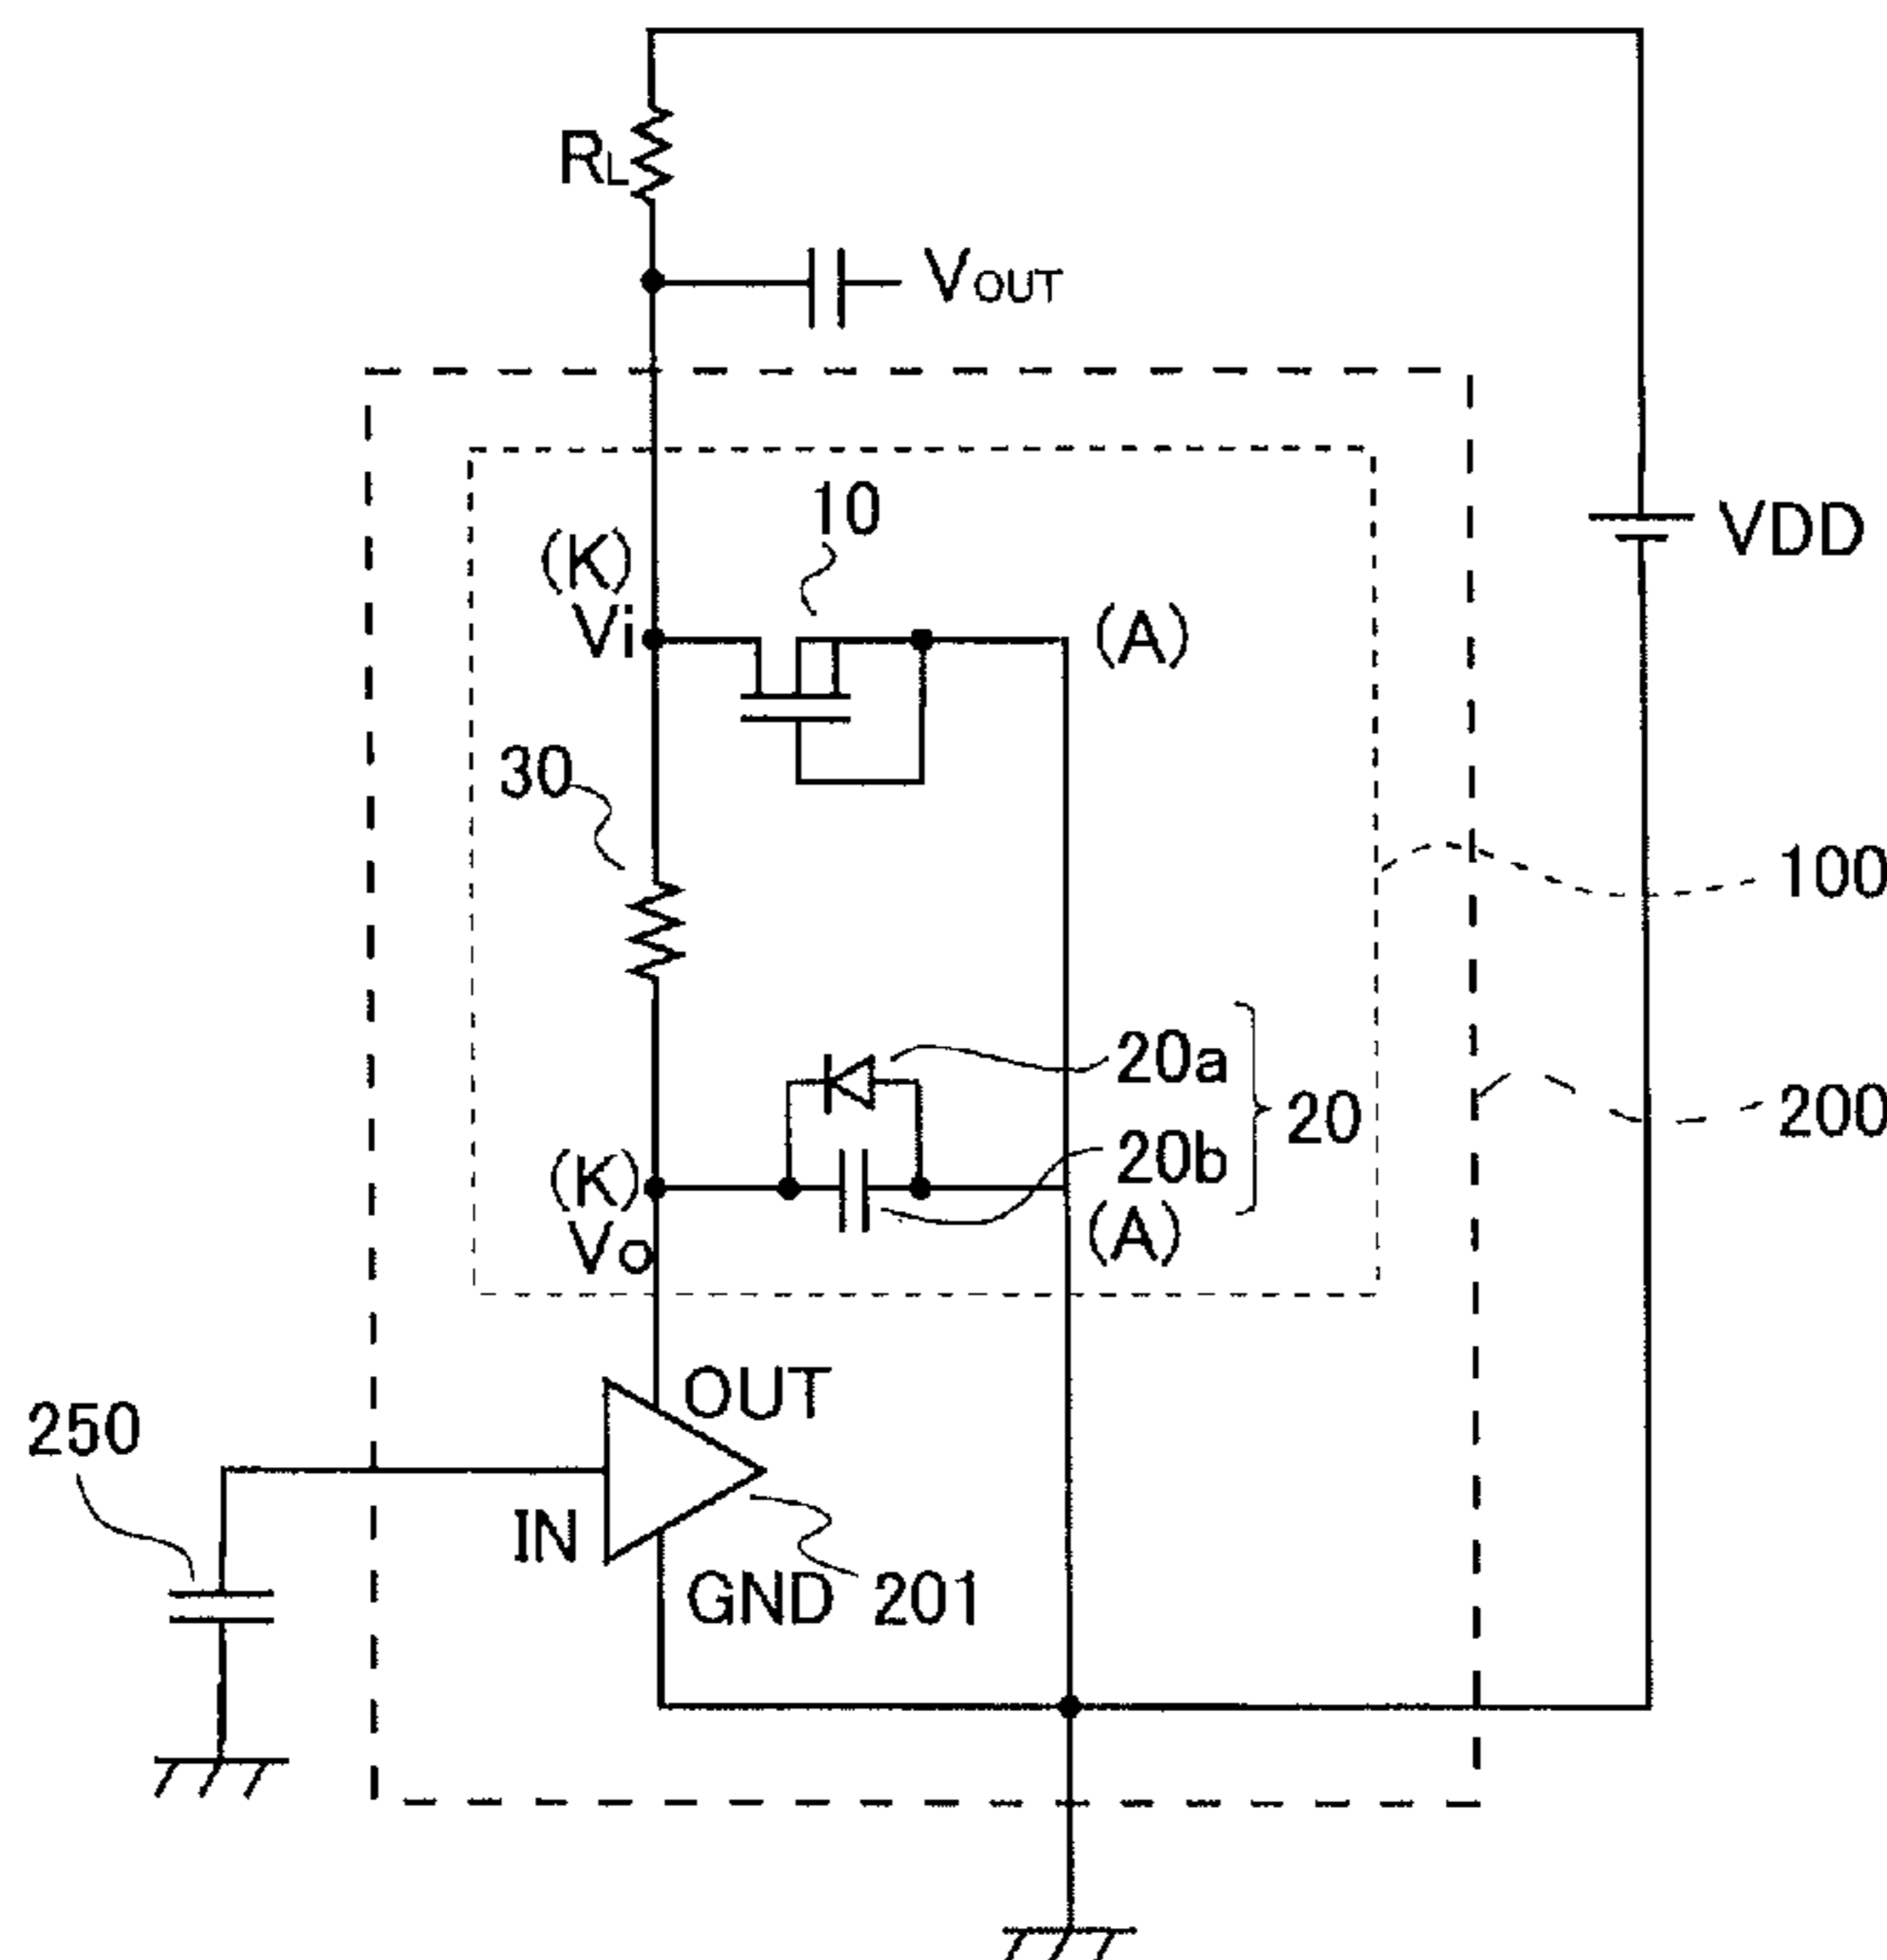 RL
VOUT
10
(K)
Vi
(A)
VDD
30
100
20a
20
200
20b
(K)
Vo
(A)
OUT
250
IN
GND
201